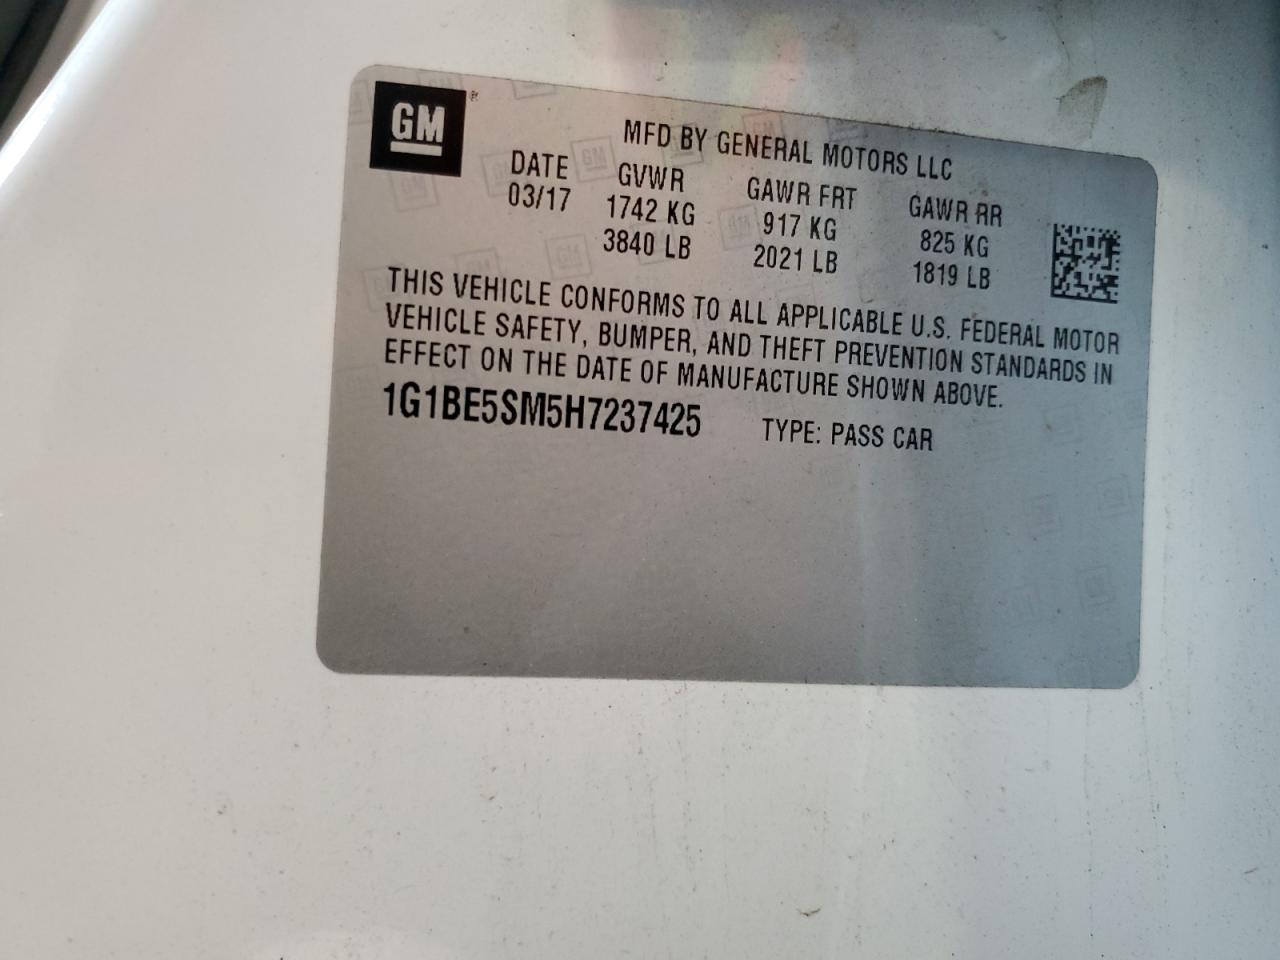 GM®
MFD BY GENERAL MOTORS LLC
DATE GVWR GAWR FRT GAWR RR
03/17 1742 KG 917 KG 825 KG
3840 LB 2021 LB 1819 LB
THIS VEHICLE CONFORMS TO ALL APPLICABLE U.S. FEDERAL MOTOR
VEHICLE SAFETY, BUMPER, AND THEFT PREVENTION STANDARDS IN
EFFECT ON THE DATE OF MANUFACTURE SHOWN ABOVE.
1G1BE5SM5H7237425 TYPE: PASS CAR